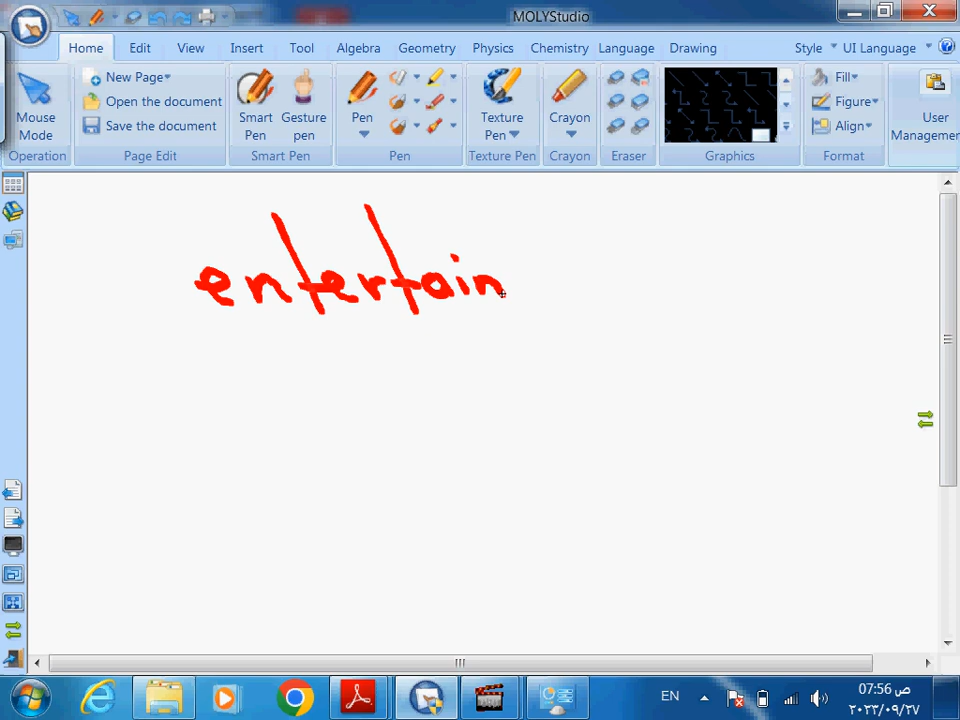 MOLYStudio
Home Edit View Insert Tool Algebra Geometry Physics Chemistry Language Drawing Style UI Language
Mouse Mode
Operation
New Page
Open the document
Save the document
Page Edit
Smart Pen
Gesture pen
Smart Pen
Pen
Pen
Texture Pen
Texture Pen
Crayon
Crayon
Eraser
Graphics
Fill
Figure
Align
Format
User
Managemen
entertain
EN
07:56 ص
٢٠٢٣/٠٩/٢٧